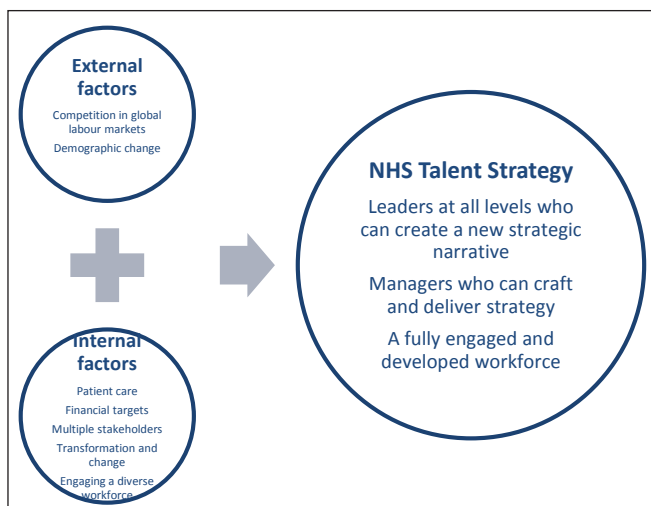 External
factors
Competition in global
labour markets
Demographic change
Internal
factors
Patient care
Financial targets
Multiple stakeholders
Transformation and
change
Engaging a diverse
workforce
NHS Talent Strategy
Leaders at all levels who
can create a new strategic
narrative
Managers who can craft
and deliver strategy
A fully engaged and
developed workforce